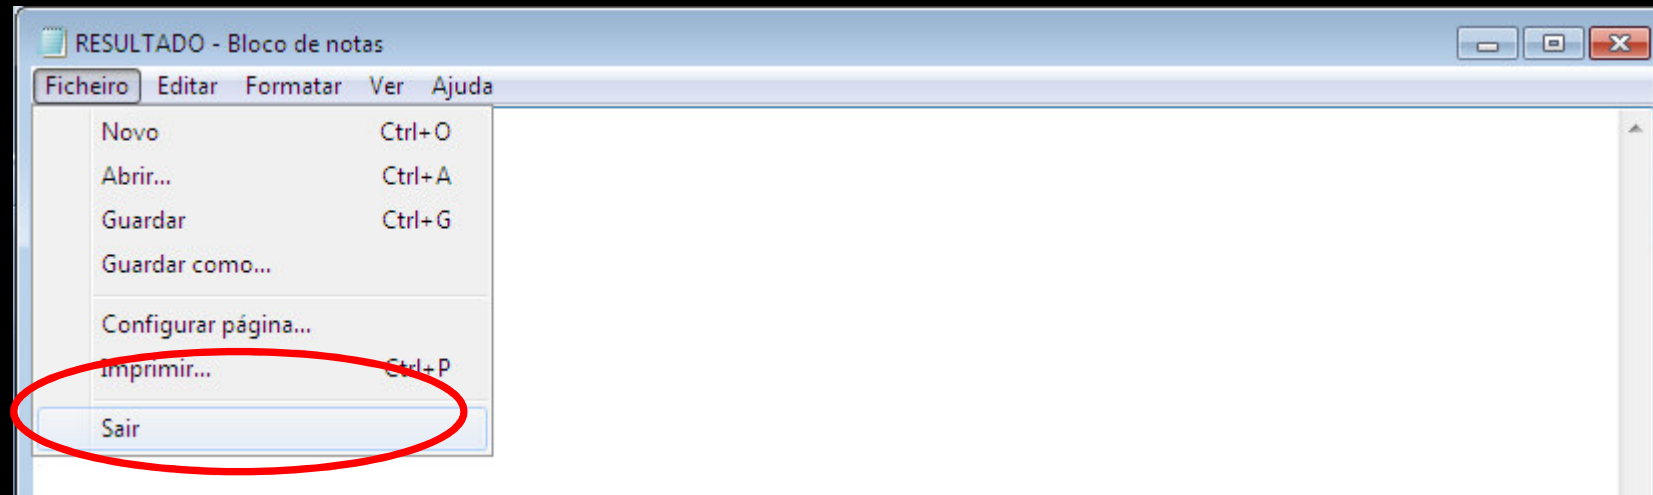 RESULTADO - Bloco de notas
Ficheiro Editar Formatar Ver Ajuda
Novo Ctrl+O
Abrir... Ctrl+A
Guardar Ctrl+G
Guardar como...
Configurar página...
Imprimir... Ctrl+P
Sair